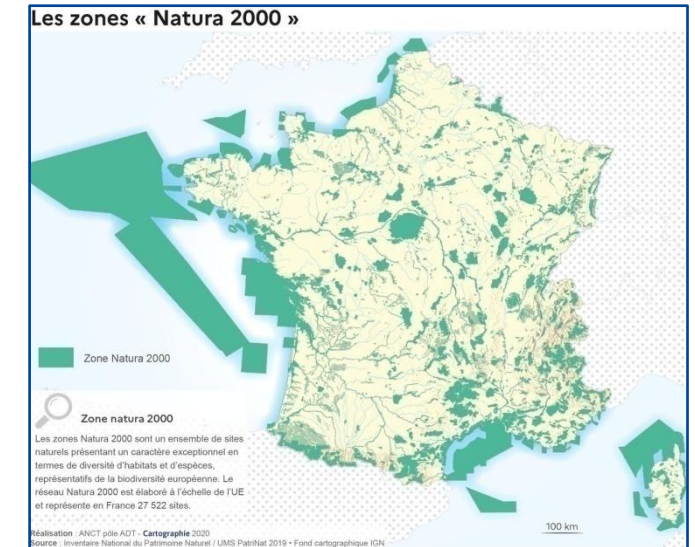 Les zones « Natura 2000 »
Zone Natura 2000
Zone natura 2000
Les zones Natura 2000 sont un ensemble de sites
naturels présentant un caractère exceptionnel en
termes de diversité d'habitats et d'espèces,
représentatifs de la biodiversité européenne. Le
réseau Natura 2000 est élaboré à l'échelle de l'UE
et représente en France 27 522 sites.
100 km
Réalisation : ANCT pôle ADT - Cartographie 2020
Source : Inventaire National du Patrimoine Naturel / UMS PatriNat 2019 • Fond cartographique IGN